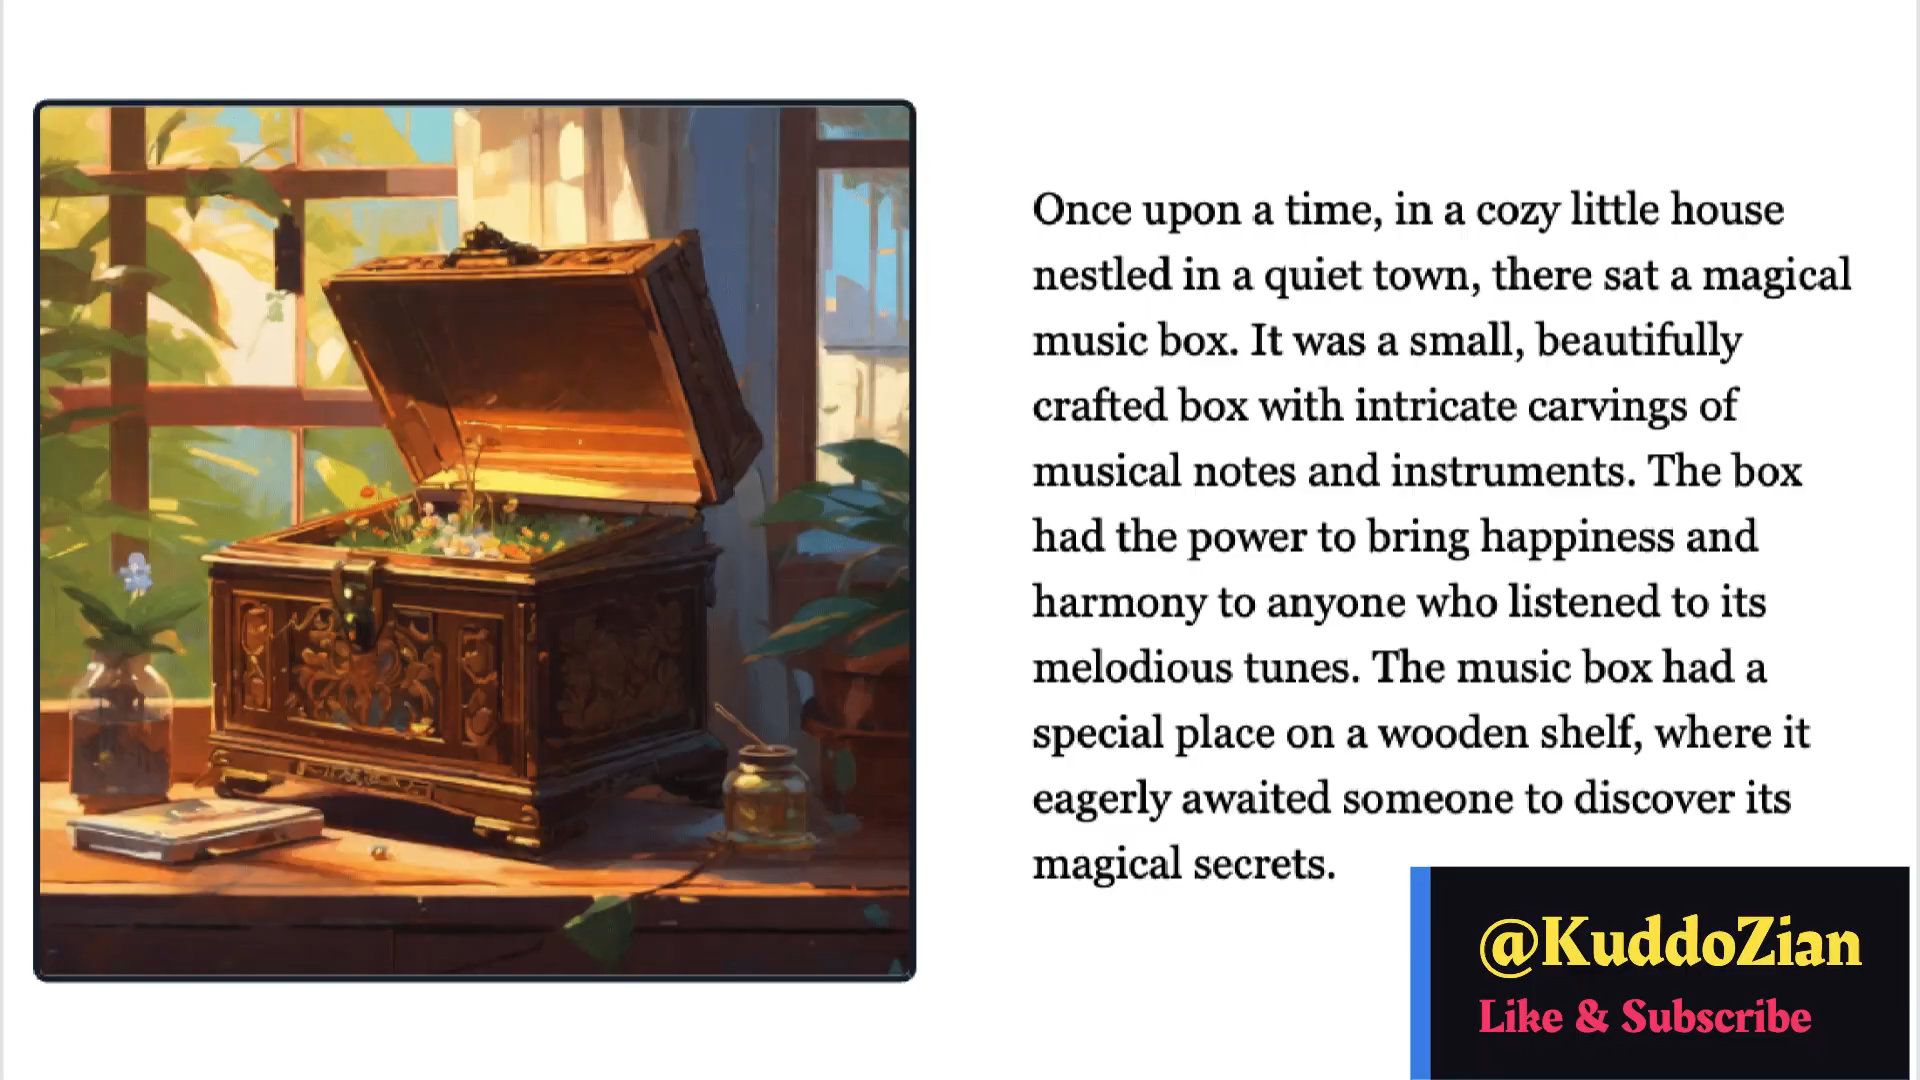 Once upon a time, in a cozy little house
nestled in a quiet town, there sat a magical
music box. It was a small, beautifully
crafted box with intricate carvings of
musical notes and instruments. The box
had the power to bring happiness and
harmony to anyone who listened to its
melodious tunes. The music box had a
special place on a wooden shelf, where it
eagerly awaited someone to discover its
magical secrets.
@KuddoZian
Like & Subscribe